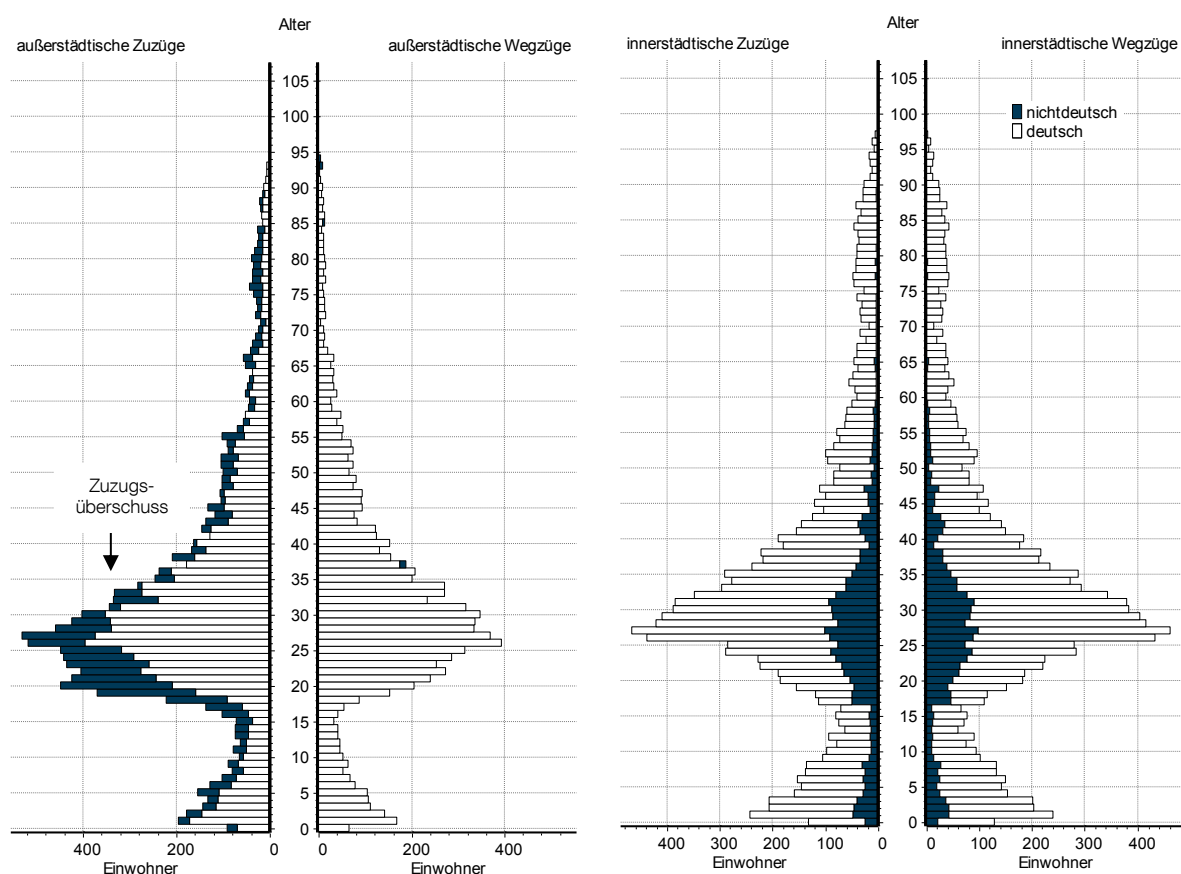 Alter
außerstädtische Zuzüge
außerstädtische Wegzüge
105
100
95
90
85
80
75
70
65
60
55
50
45
40
35
30
25
20
15
10
5
0
Zuzugs-
überschuss
400 200 0
0 200 400
Einwohner
Einwohner
Alter
innerstädtische Zuzüge
innerstädtische Wegzüge
nichtdeutsch
deutsch
105
100
95
90
85
80
75
70
65
60
55
50
45
40
35
30
25
20
15
10
5
0
400 300 200 100 0
0 100 200 300 400
Einwohner
Einwohner